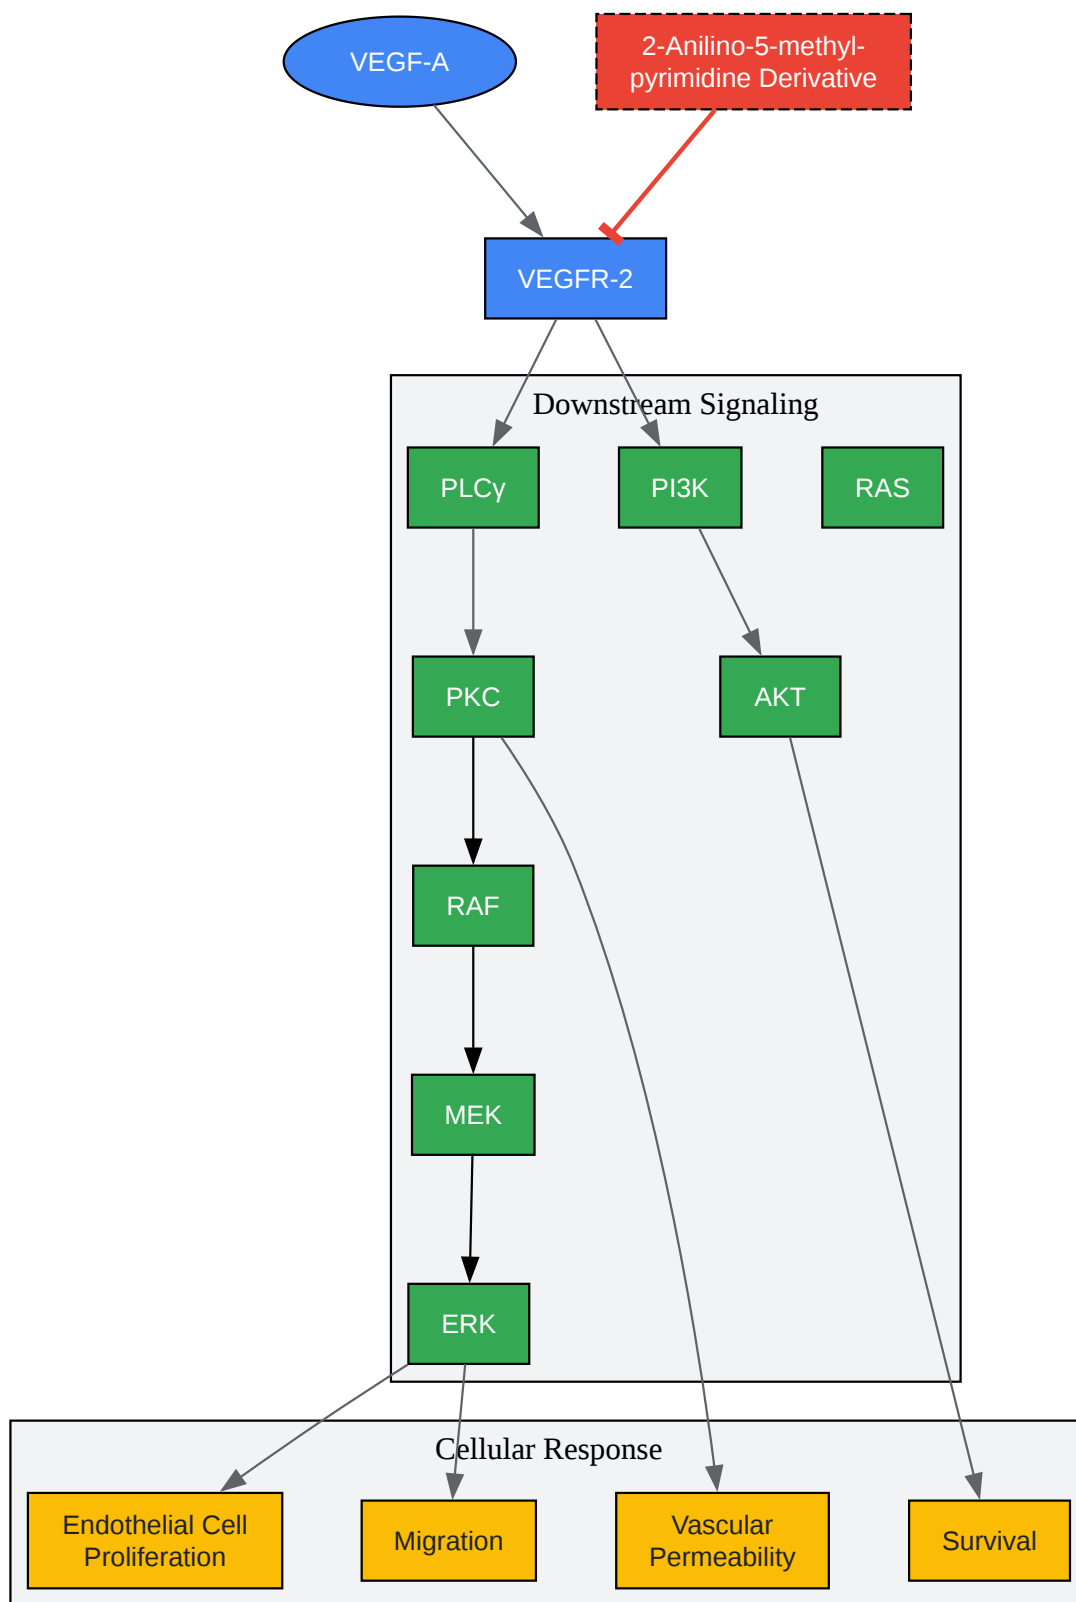 VEGF-A
2-Anilino-5-methyl-
pyrimidine Derivative
VEGFR-2
Downstream Signaling
PLCγ
PI3K
RAS
PKC
AKT
RAF
MEK
ERK
Cellular Response
Endothelial Cell
Proliferation
Migration
Vascular
Permeability
Survival